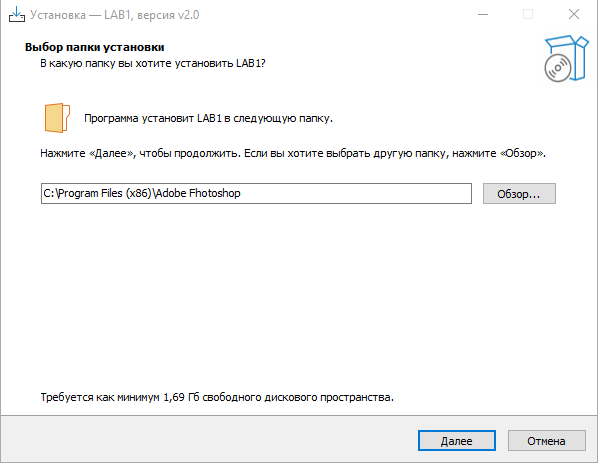 Установка — LAB1, версия v2.0
Выбор папки установки
В какую папку вы хотите установить LAB1?
Программа установит LAB1 в следующую папку.
Нажмите «Далее», чтобы продолжить. Если вы хотите выбрать другую папку, нажмите «Обзор».
C:\Program Files (x86)\Adobe Fhotoshop
Обзор...
Требуется как минимум 1,69 Гб свободного дискового пространства.
Далее
Отмена